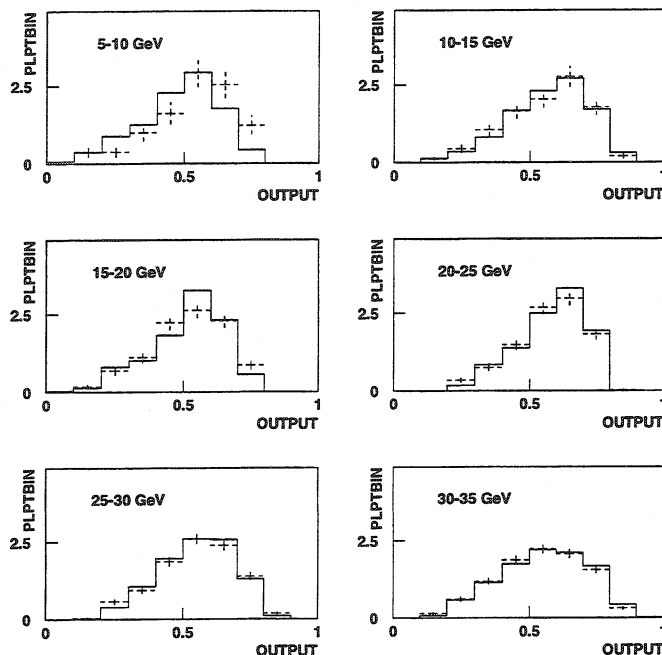 PLPTBIN
5-10 GeV
2.5
0
0 0.5 1
OUTPUT
PLPTBIN
10-15 GeV
2.5
0
0 0.5 1
OUTPUT
PLPTBIN
15-20 GeV
2.5
0
0 0.5 1
OUTPUT
PLPTBIN
20-25 GeV
2.5
0
0 0.5 1
OUTPUT
PLPTBIN
25-30 GeV
2.5
0
0 0.5 1
OUTPUT
PLPTBIN
30-35 GeV
2.5
0
0 0.5 1
OUTPUT